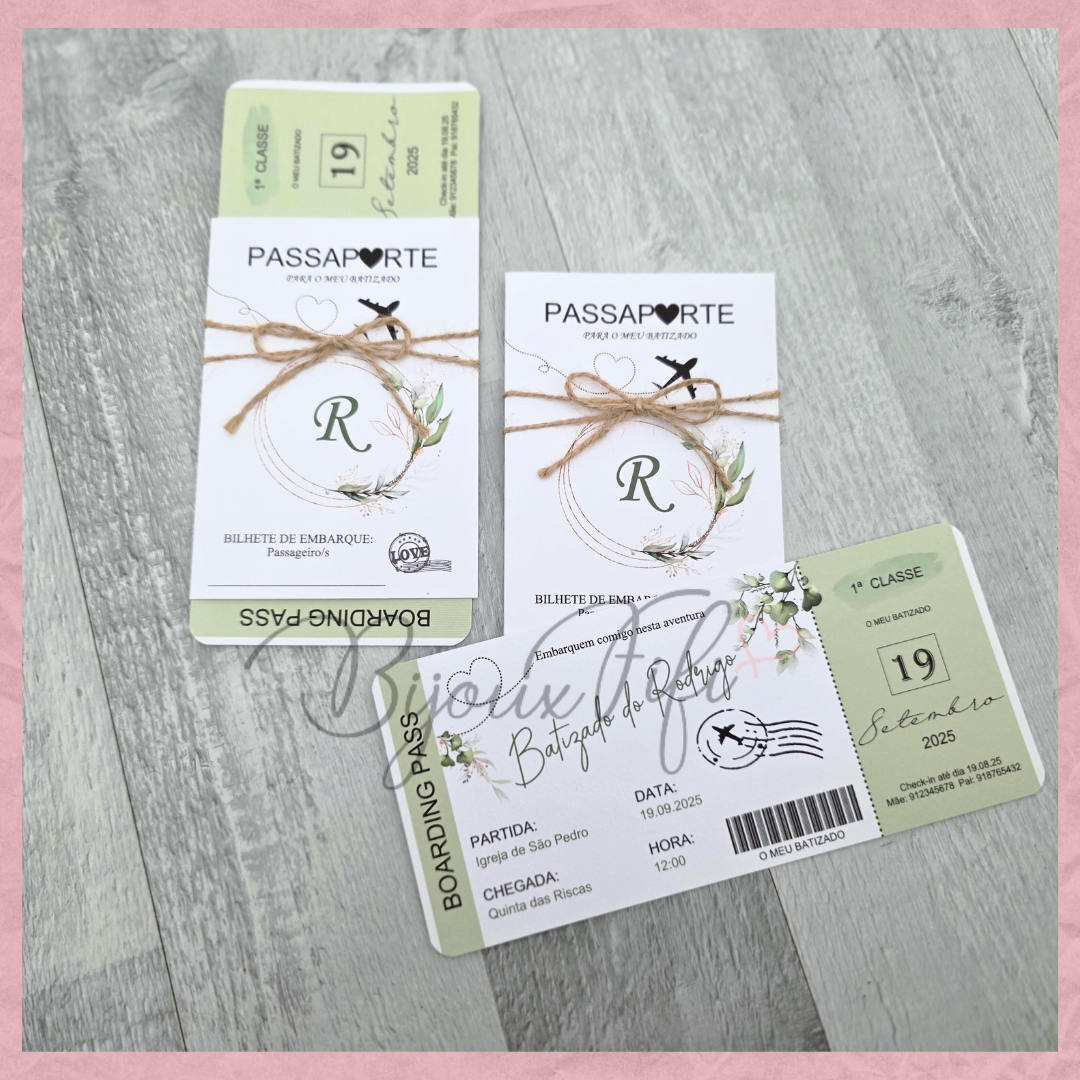 1ª CLASSE
O MEU BATIZADO
19
Setembro
2025
Check-in até dia 19.08.25
Mãe: 912345678 Pai: 918765432
PASSAPORTE
PARA O MEU BATIZADO
R
BILHETE DE EMBARQUE:
Passageiro/s
LOVE
BOARDING PASS
PASSAPORTE
PARA O MEU BATIZADO
R
BILHETE DE EMBAR
Bijoux Fifi
BOARDING PASS
Embarquem comigo nesta aventura
Batizado do Rodrigo
PARTIDA:
Igreja de São Pedro
CHEGADA:
Quinta das Riscas
DATA:
19.09.2025
HORA:
12:00
O MEU BATIZADO
1ª CLASSE
O MEU BATIZADO
19
Setembro
2025
Check-in até dia 19.08.25
Mãe: 912345678 Pai: 918765432